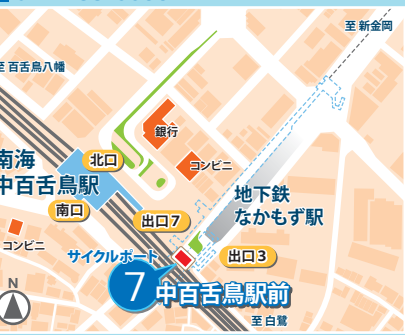 至 新金岡
至 百舌鳥八幡
銀行
コンビニ
南海
中百舌鳥駅
北口
南口
地下鉄
なかもず駅
出口7
出口3
コンビニ
サイクルポート
7 中百舌鳥駅前
N
至 白鷺